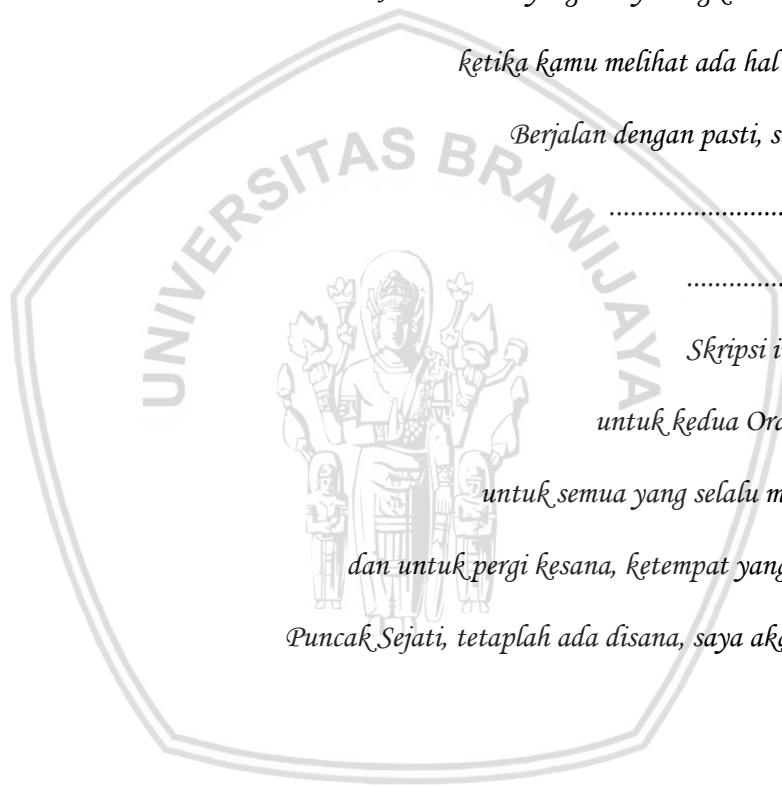 ketika kamu melihat ada hal
Berjalan dengan pasti,
................................
................
Skripsi
untuk kedua
untuk semua yang selalu
dan untuk pergi kesana, ketempat yang
Puncak Sejati, tetaplah ada disana, saya
UNIVERSITAS BRAWIJAYA